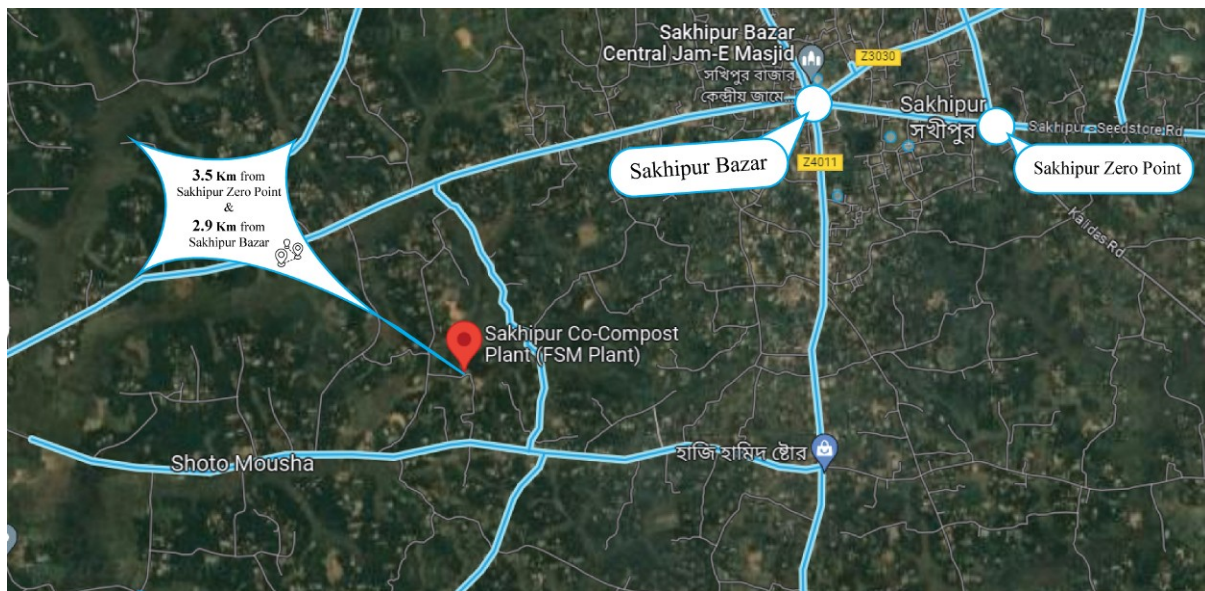 Sakhipur Bazar
Central Jam-E Masjid
সখিপুর বাজার
কেন্দ্রীয় জামে...
Z3030
Sakhipur
সখীপুর
Sakhipur - Seedstore Rd
Sakhipur Bazar
Z4011
Sakhipur Zero Point
3.5 Km from
Sakhipur Zero Point
&
2.9 Km from
Sakhipur Bazar
Kalidas Rd
Sakhipur Co-Compost
Plant (FSM Plant)
Shoto Mousha
হাজি হামিদ ষ্টোর